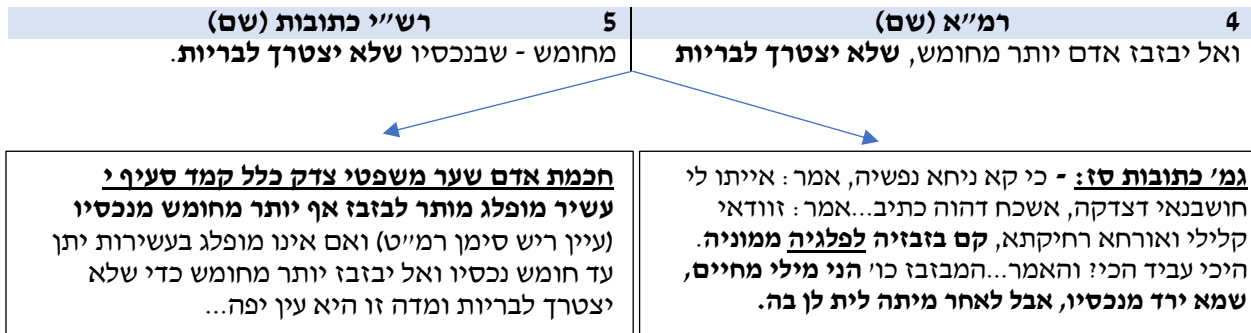 4 רמ״א (שם)
ואל יבזבז אדם יותר מחומש, שלא יצטרך לבריות
5 רש״י כתובות (שם)
מחומש - שבנכסיו שלא יצטרך לבריות.
גמ׳ כתובות סז: - כי קא ניחא נפשיה, אמר: אייתו לי
חושבנאי דצדקה, אשכח דהוה כתיב...אמר: זוודאי
קלילי ואורחא רחיקתא, קם בזבזיה לפלגיה ממוניה.
היכי עביד הכי? והאמר...המבזבז כו׳ הני מילי מחיים,
שמא ירד מנכסיו, אבל לאחר מיתה לית לן בה.
חכמת אדם שער משפטי צדק כלל קמד סעיף י
עשיר מופלג מותר לבזבז אף יותר מחומש מנכסיו
(עיין ריש סימן רמ״ט) ואם אינו מופלג בעשירות יתן
עד חומש נכסיו ואל יבזבז יותר מחומש כדי שלא
יצטרך לבריות ומדה זו היא עין יפה...